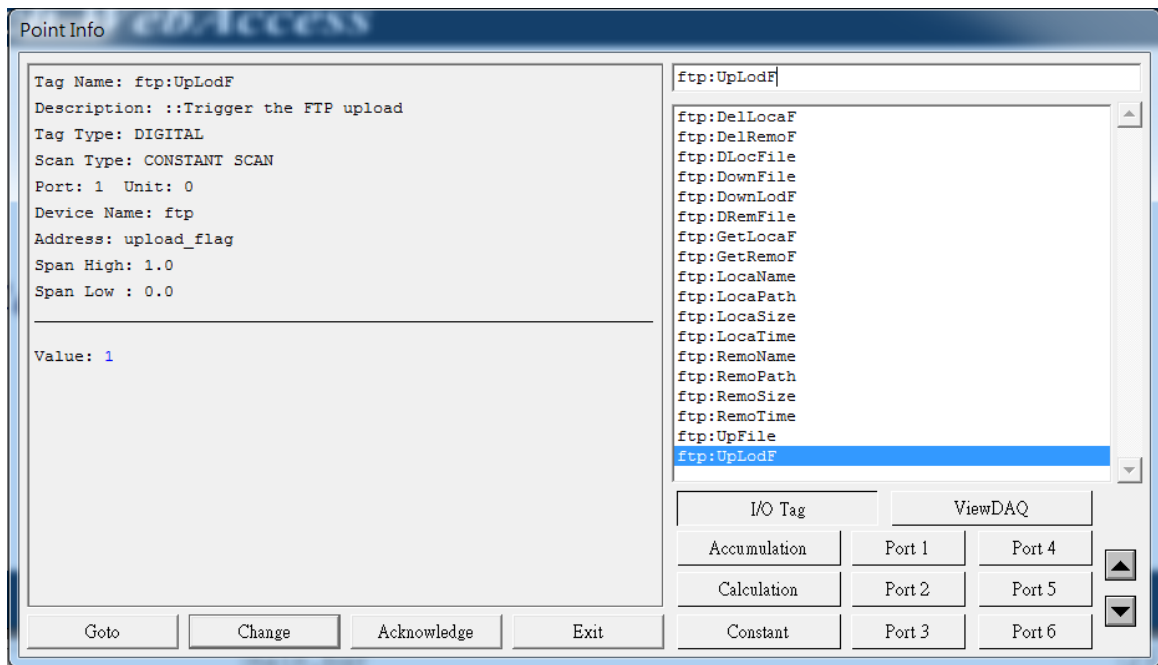 WebAccess
Point Info
Tag Name: ftp:UpLodF
Description: ::Trigger the FTP upload
Tag Type: DIGITAL
Scan Type: CONSTANT SCAN
Port: 1  Unit: 0
Device Name: ftp
Address: upload_flag
Span High: 1.0
Span Low : 0.0
Value: 1
Goto
Change
Acknowledge
Exit
ftp:UpLodF
ftp:DelLocaF
ftp:DelRemoF
ftp:DLocFile
ftp:DownFile
ftp:DownLodF
ftp:DRemFile
ftp:GetLocaF
ftp:GetRemoF
ftp:LocaName
ftp:LocaPath
ftp:LocaSize
ftp:LocaTime
ftp:RemoName
ftp:RemoPath
ftp:RemoSize
ftp:RemoTime
ftp:UpFile
ftp:UpLodF
I/O Tag
ViewDAQ
Accumulation
Port 1
Port 4
Calculation
Port 2
Port 5
Constant
Port 3
Port 6